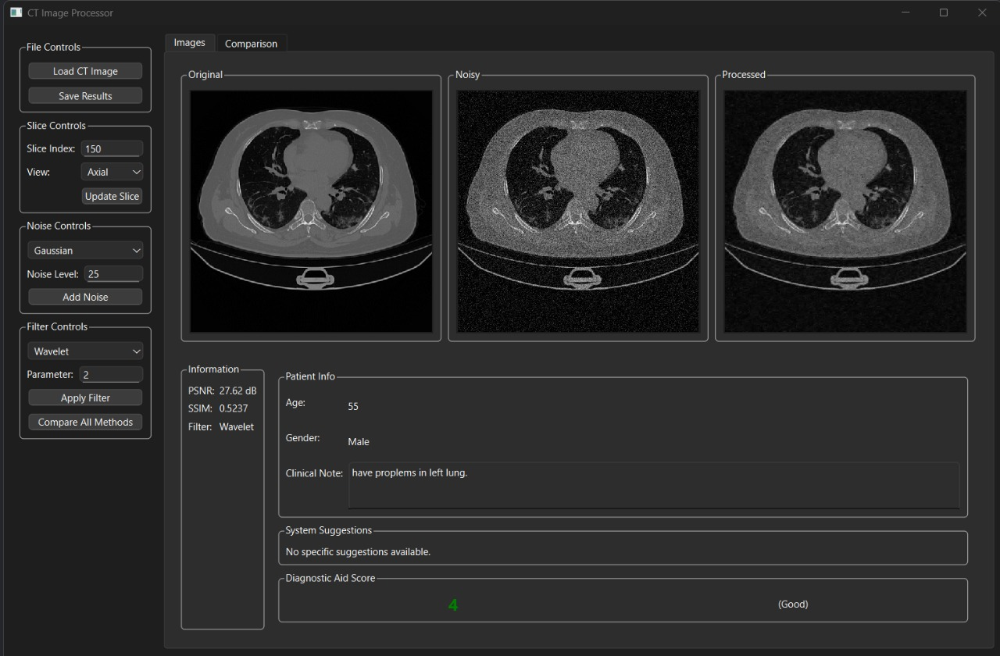 CT Image Processor
File Controls
Load CT Image
Save Results
Slice Controls
Slice Index: 150
View: Axial
Update Slice
Noise Controls
Gaussian
Noise Level: 25
Add Noise
Filter Controls
Wavelet
Parameter: 2
Apply Filter
Compare All Methods
Images Comparison
Original Noisy Processed
Information
PSNR: 27.62 dB
SSIM: 0.5237
Filter: Wavelet
Patient Info
Age: 55
Gender: Male
Clinical Note: have proplems in left lung.
System Suggestions
No specific suggestions available.
Diagnostic Aid Score
4 (Good)